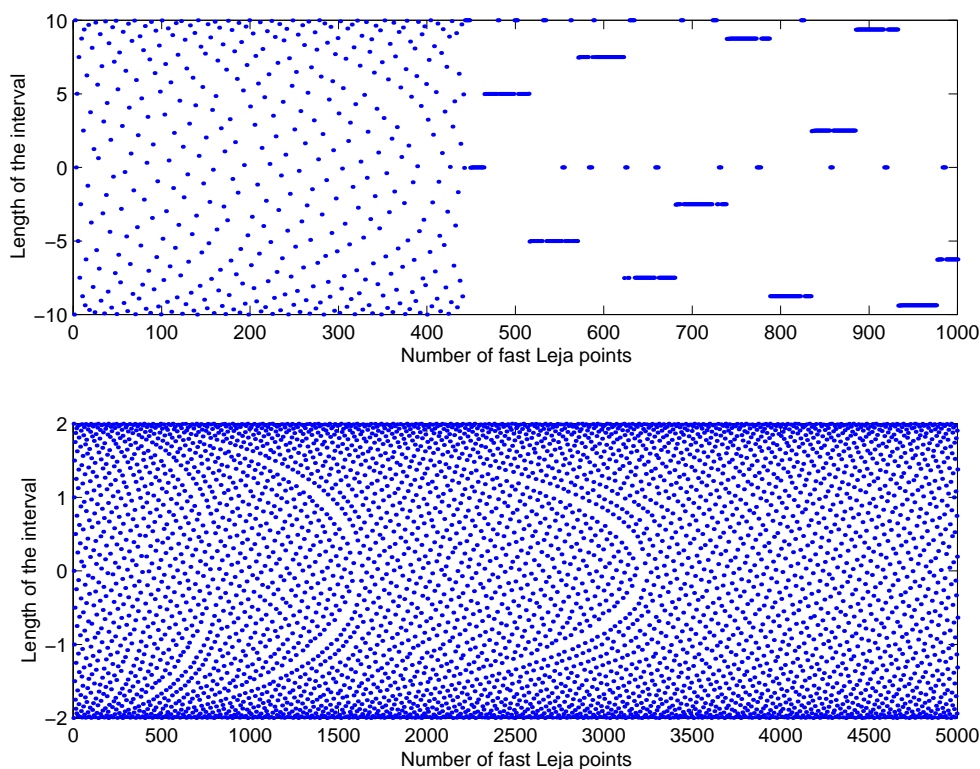 10
5
0
−5
−10
Length of the interval
0 100 200 300 400 500 600 700 800 900 1000
Number of fast Leja points
2
1
0
−1
−2
Length of the interval
0 500 1000 1500 2000 2500 3000 3500 4000 4500 5000
Number of fast Leja points